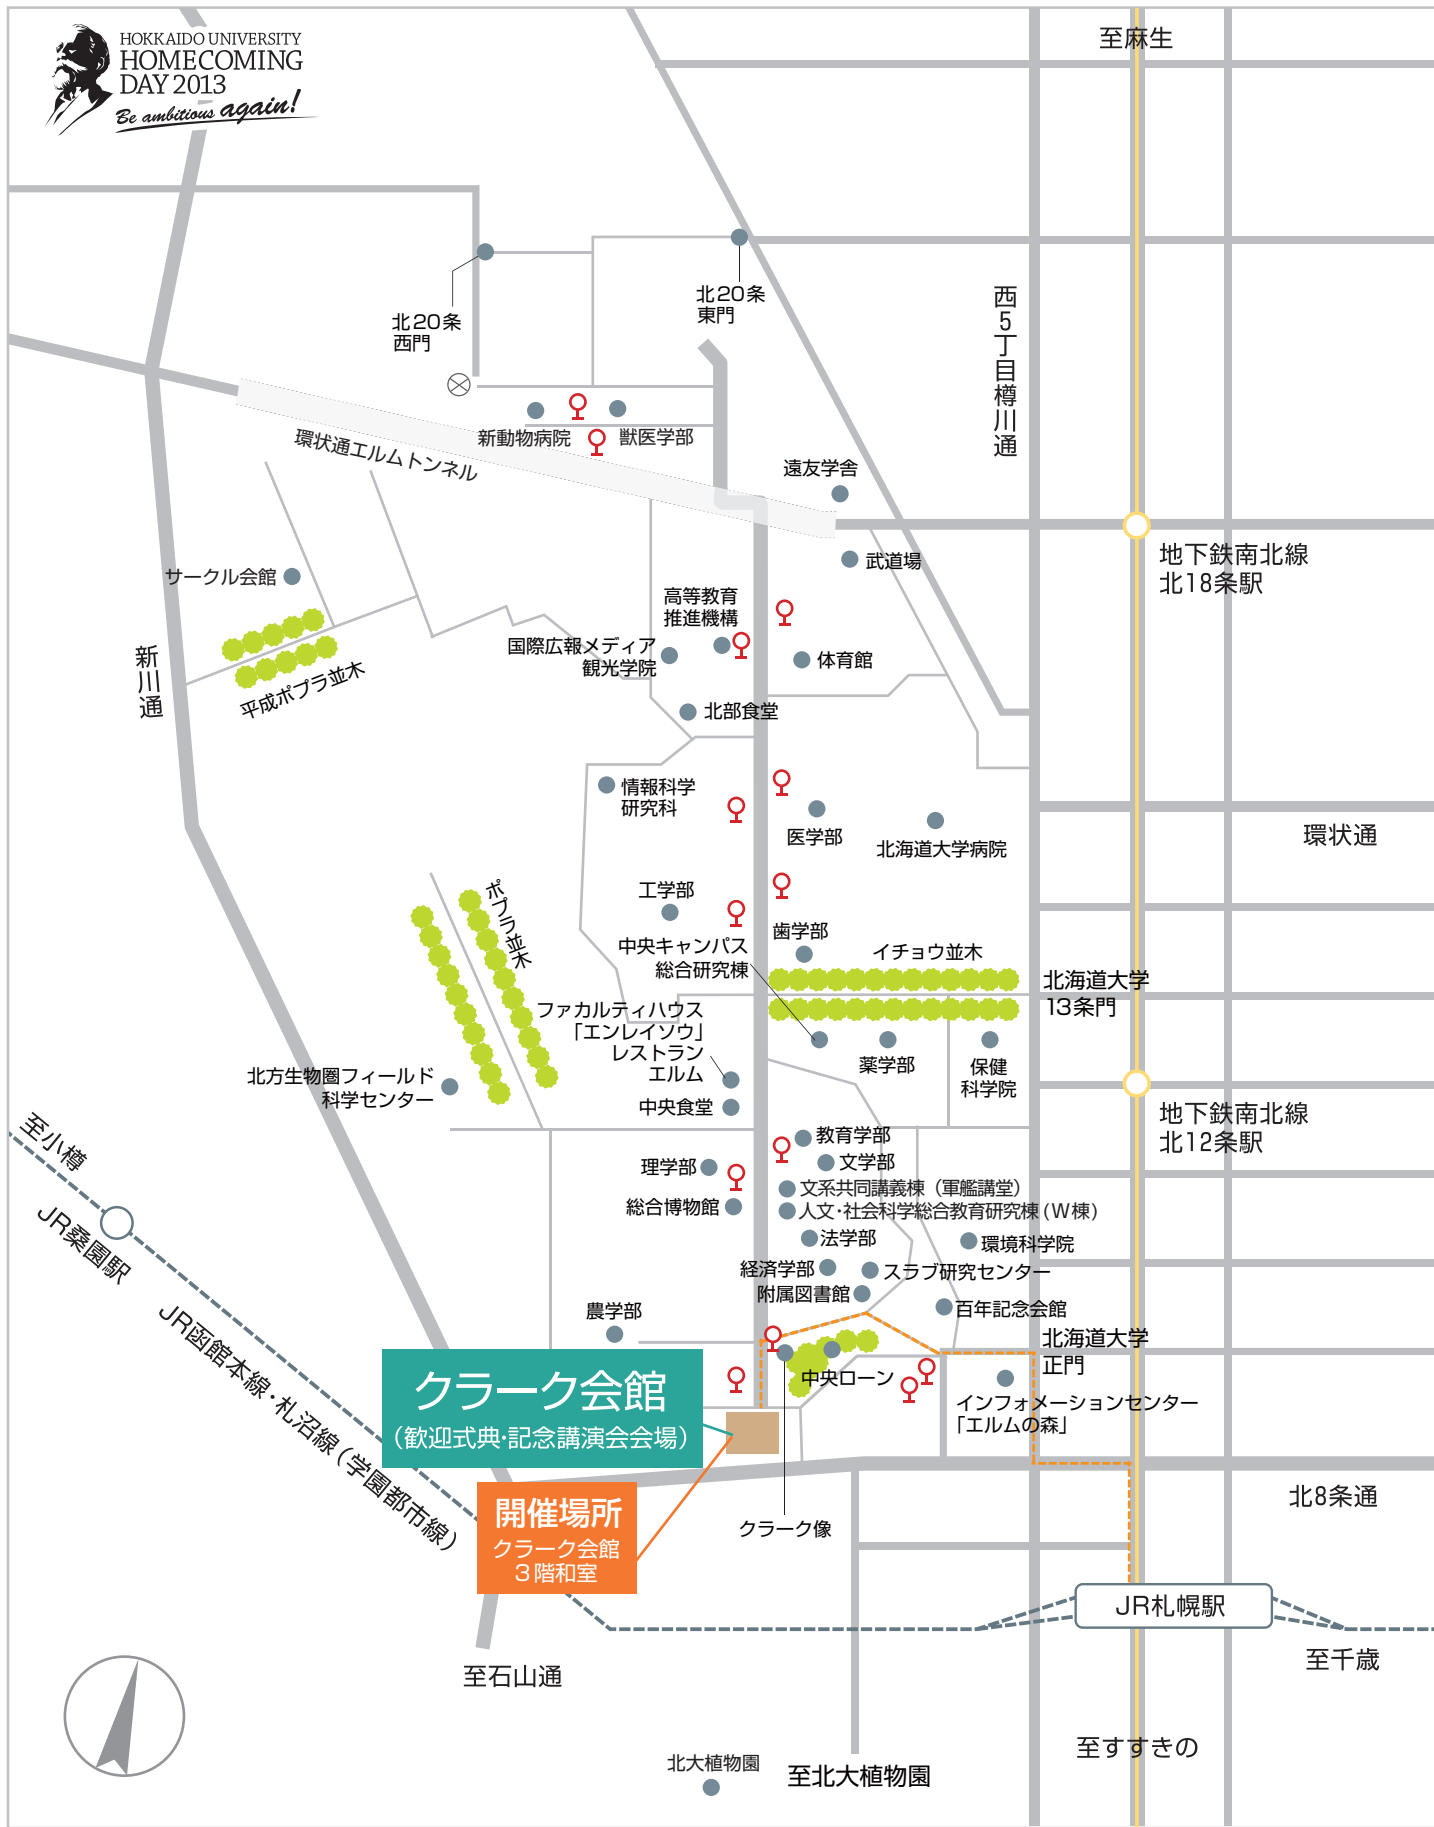 HOKKAIDO UNIVERSITY
HOMECOMING
DAY 2013
Be ambitious again!
至麻生
北20条
西門
北20条
東門
西5丁目樽川通
環状通エルムトンネル
新動物病院
獣医学部
遠友学舎
武道場
地下鉄南北線
北18条駅
サークル会館
平成ポプラ並木
新川通
高等教育
推進機構
国際広報メディア
観光学院
体育館
北部食堂
情報科学
研究科
医学部
北海道大学病院
環状通
工学部
ポプラ並木
歯学部
中央キャンパス
総合研究棟
イチョウ並木
北海道大学
13条門
ファカルティハウス
「エンレイソウ」
レストラン
エルム
中央食堂
薬学部
保健
科学院
北方生物圏フィールド
科学センター
地下鉄南北線
北12条駅
至小樽
JR桑園駅
教育学部
文学部
理学部
文系共同講義棟（軍艦講堂）
総合博物館
人文・社会科学総合教育研究棟（W棟）
法学部
環境科学院
経済学部
スラブ研究センター
附属図書館
百年記念会館
農学部
北海道大学
正門
中央ローン
インフォメーションセンター
「エルムの森」
JR函館本線・札沼線（学園都市線）
クラーク会館
（歓迎式典・記念講演会会場）
開催場所
クラーク会館
3階和室
クラーク像
北8条通
JR札幌駅
至千歳
至石山通
至すすきの
北大植物園
至北大植物園